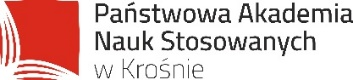 Państwowa Akademia
Nauk Stosowanych
w Krośnie